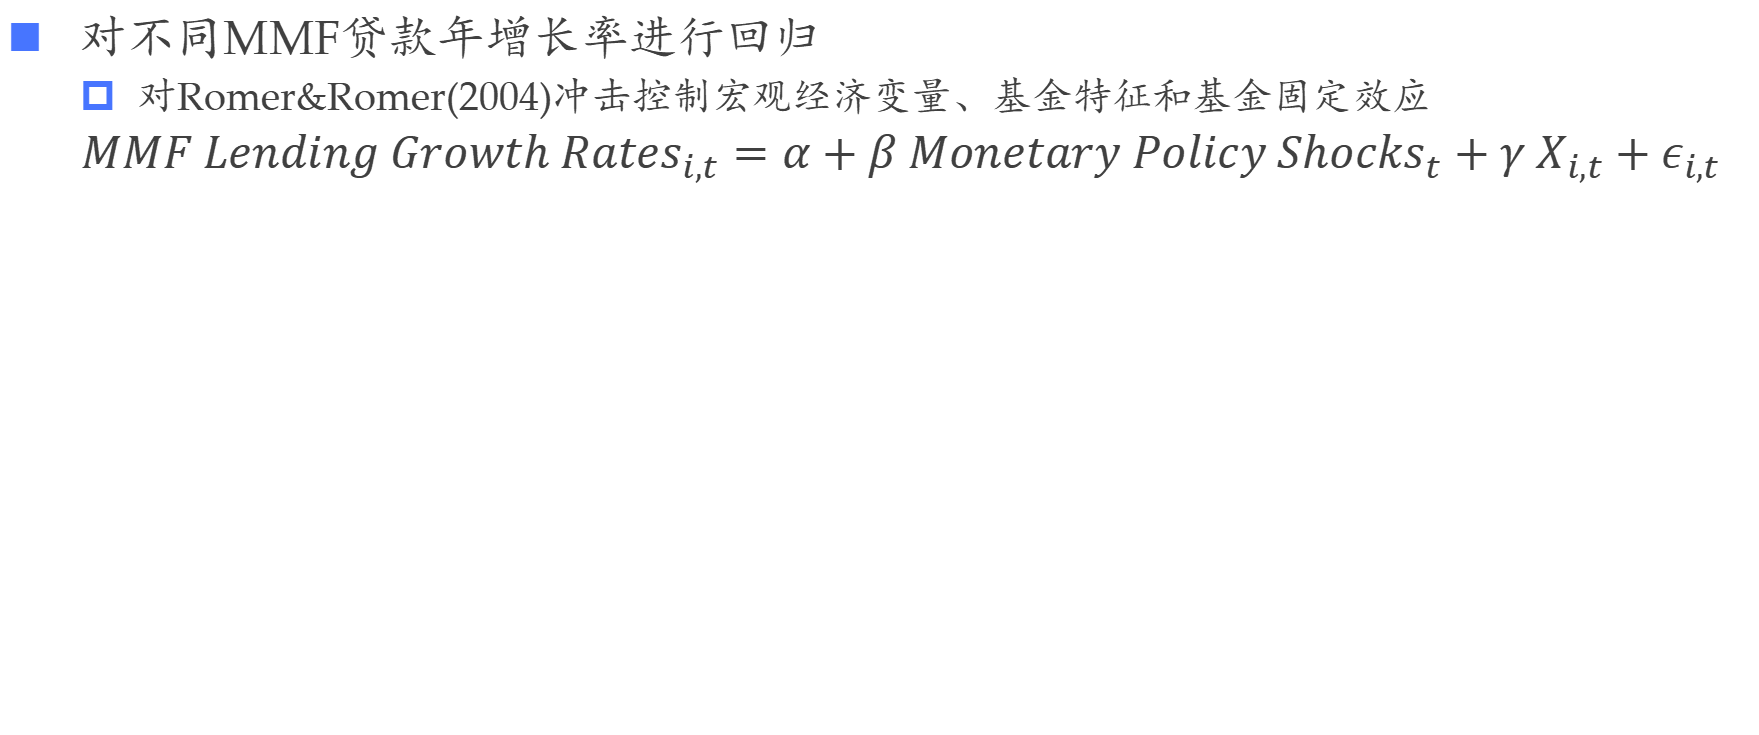 对不同MMF贷款年增长率进行回归
对Romer&Romer(2004)冲击控制宏观经济变量、基金特征和基金固定效应
MMF Lending Growth Rates_{i,t} = α + β Monetary Policy Shocks_t + γ X_{i,t} + ϵ_{i,t}